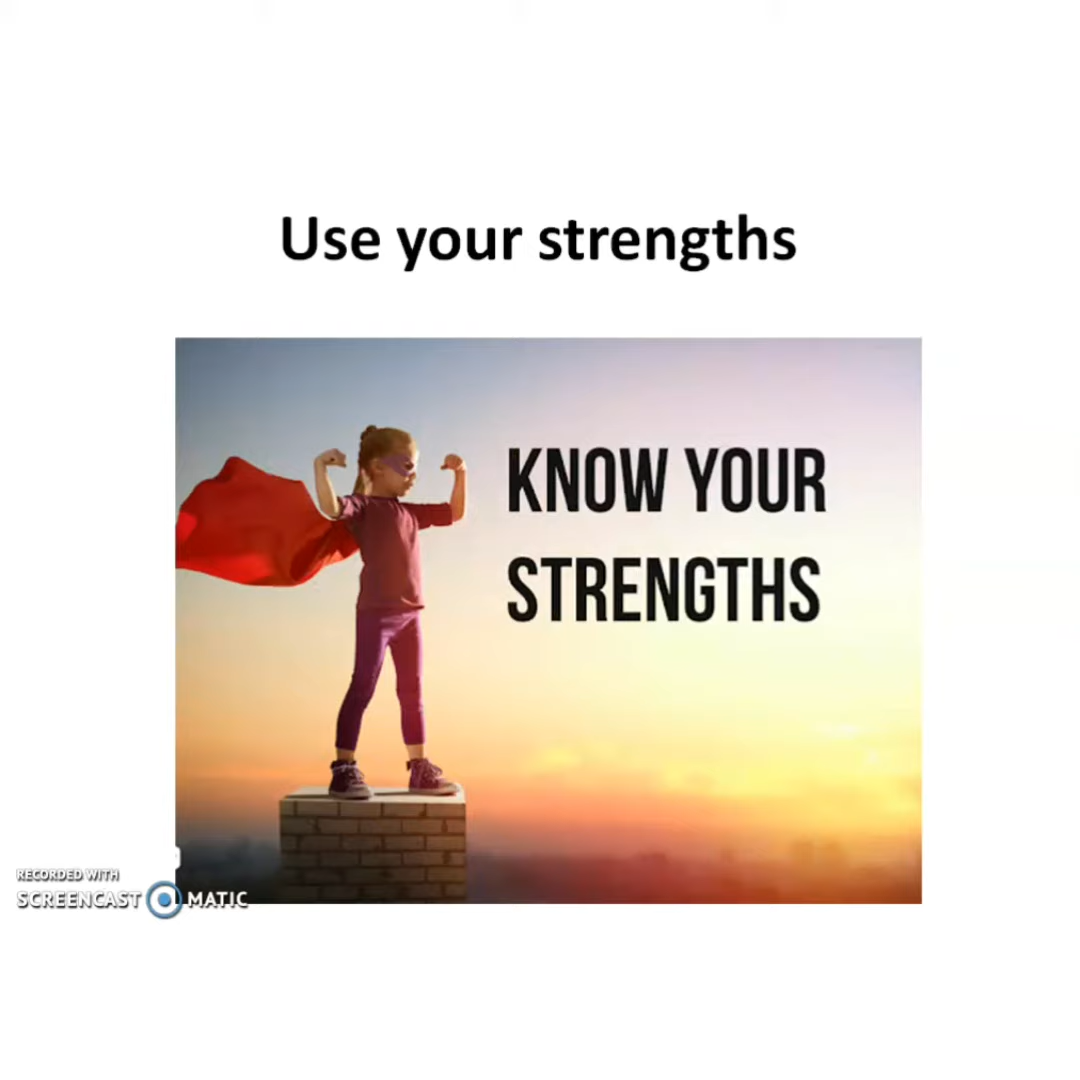 Use your strengths
KNOW YOUR
STRENGTHS
RECORDED WITH
SCREENCAST MATIC